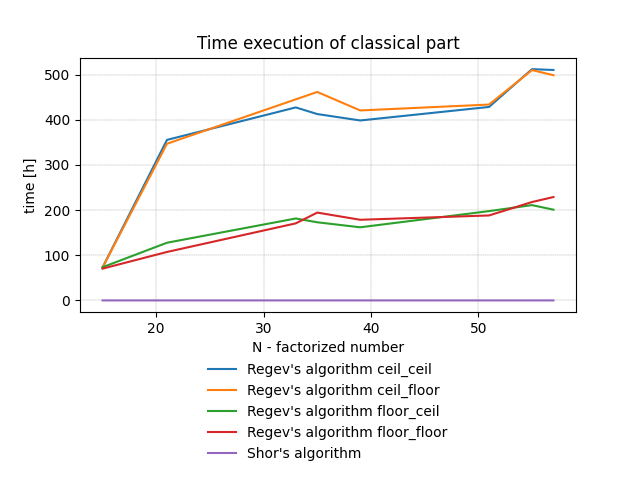 Time execution of classical part
500
400
300
200
100
0
time [h]
20 30 40 50
N - factorized number
Regev's algorithm ceil_ceil
Regev's algorithm ceil_floor
Regev's algorithm floor_ceil
Regev's algorithm floor_floor
Shor's algorithm